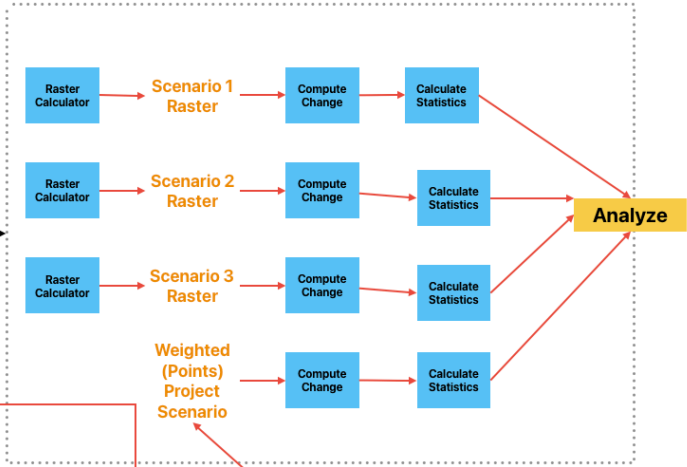 Raster
Calculator
Scenario 1
Raster
Compute
Change
Calculate
Statistics
Raster
Calculator
Scenario 2
Raster
Compute
Change
Calculate
Statistics
Analyze
Raster
Calculator
Scenario 3
Raster
Compute
Change
Calculate
Statistics
Weighted
(Points)
Project
Scenario
Compute
Change
Calculate
Statistics